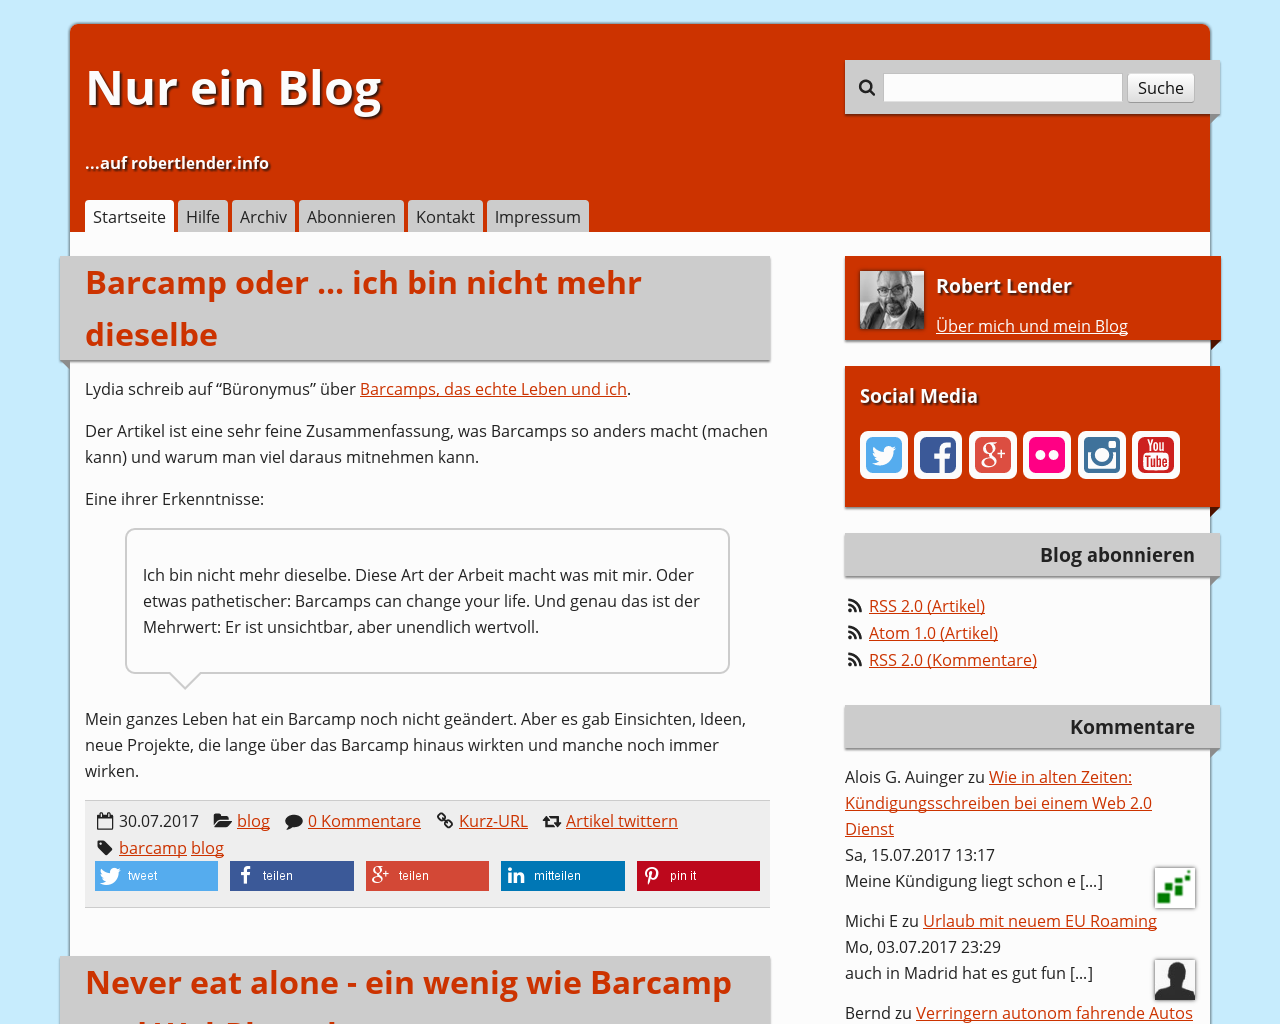 Nur ein Blog
Suche
...auf robertlender.info
Startseite
Hilfe
Archiv
Abonnieren
Kontakt
Impressum
Barcamp oder ... ich bin nicht mehr
dieselbe
Lydia schreib auf “Büronymus” über Barcamps, das echte Leben und ich.
Der Artikel ist eine sehr feine Zusammenfassung, was Barcamps so anders macht (machen
kann) und warum man viel daraus mitnehmen kann.
Eine ihrer Erkenntnisse:
Ich bin nicht mehr dieselbe. Diese Art der Arbeit macht was mit mir. Oder
etwas pathetischer: Barcamps can change your life. Und genau das ist der
Mehrwert: Er ist unsichtbar, aber unendlich wertvoll.
Mein ganzes Leben hat ein Barcamp noch nicht geändert. Aber es gab Einsichten, Ideen,
neue Projekte, die lange über das Barcamp hinaus wirkten und manche noch immer
wirken.
30.07.2017 blog 0 Kommentare Kurz-URL Artikel twittern
barcamp blog
tweet
teilen
teilen
mitteilen
pin it
Never eat alone - ein wenig wie Barcamp
Robert Lender
Über mich und mein Blog
Social Media
You
Tube
Blog abonnieren
RSS 2.0 (Artikel)
Atom 1.0 (Artikel)
RSS 2.0 (Kommentare)
Kommentare
Alois G. Auinger zu Wie in alten Zeiten:
Kündigungsschreiben bei einem Web 2.0
Dienst
Sa, 15.07.2017 13:17
Meine Kündigung liegt schon e [...]
Michi E zu Urlaub mit neuem EU Roaming
Mo, 03.07.2017 23:29
auch in Madrid hat es gut fun [...]
Bernd zu Verringern autonom fahrende Autos